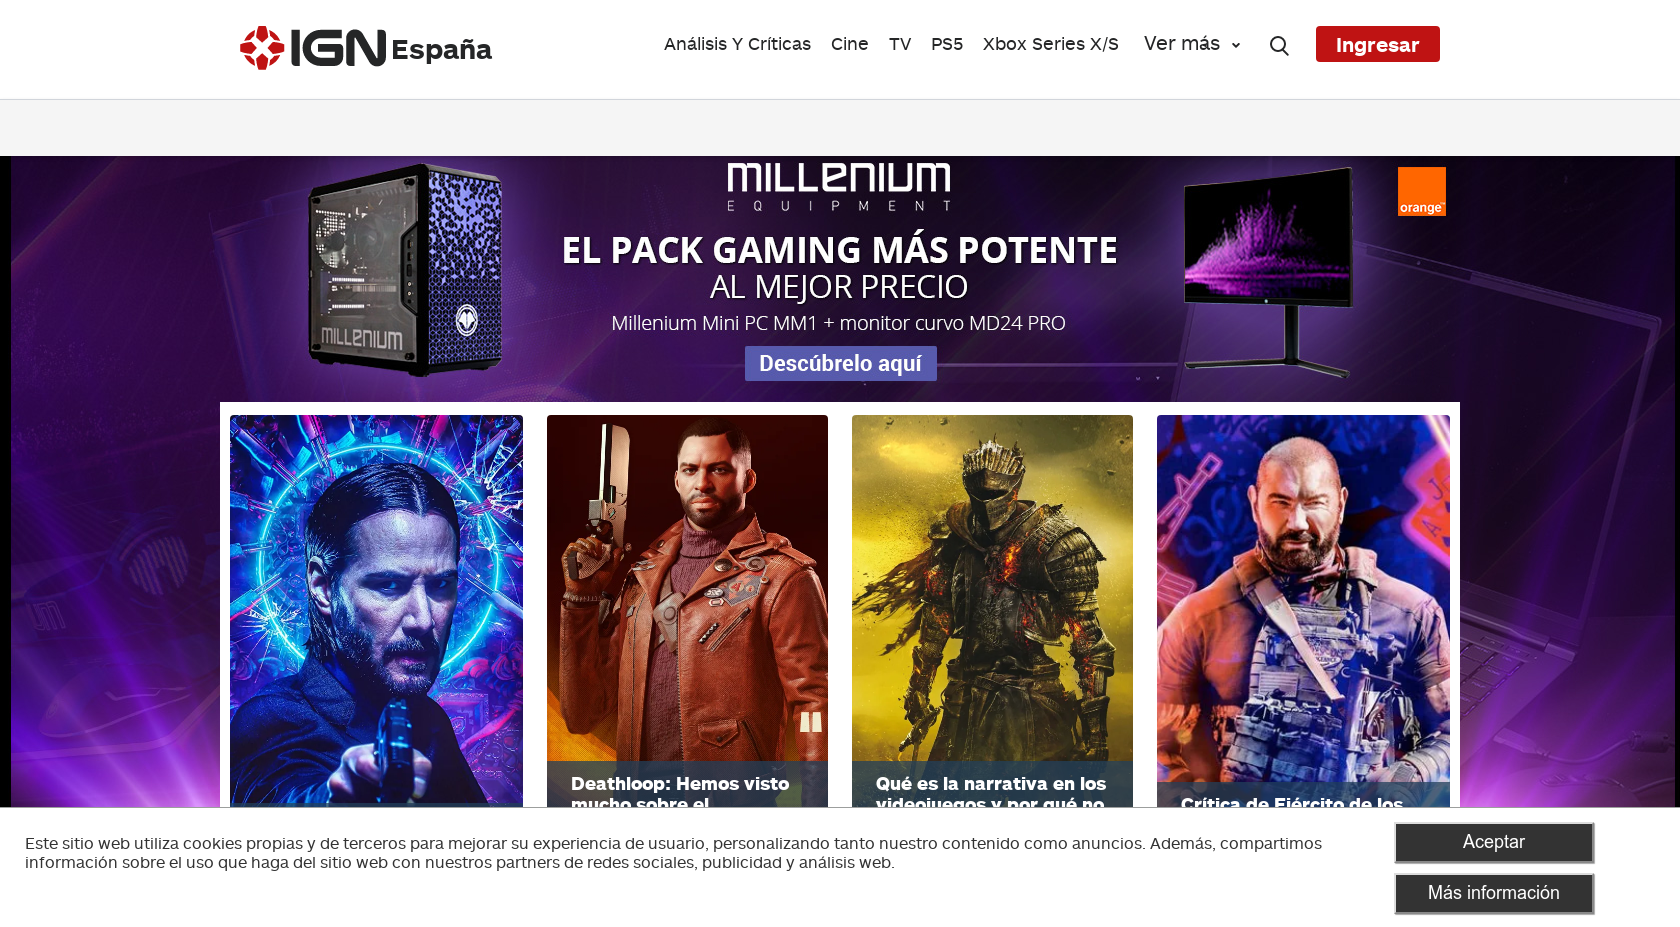 IGN España
Análisis Y Críticas
Cine
TV
PS5
Xbox Series X/S
Ver más
Ingresar
MILLENIUM
EQUIPMENT
orange™
EL PACK GAMING MÁS POTENTE
AL MEJOR PRECIO
Millenium Mini PC MM1 + monitor curvo MD24 PRO
MILLENIUM
Descúbrelo aquí
Deathloop: Hemos visto
mucho sobre el
Qué es la narrativa en los
videojuegos y por qué no
Crítica de Ejército de los
Este sitio web utiliza cookies propias y de terceros para mejorar su experiencia de usuario, personalizando tanto nuestro contenido como anuncios. Además, compartimos
información sobre el uso que haga del sitio web con nuestros partners de redes sociales, publicidad y análisis web.
Aceptar
Más información